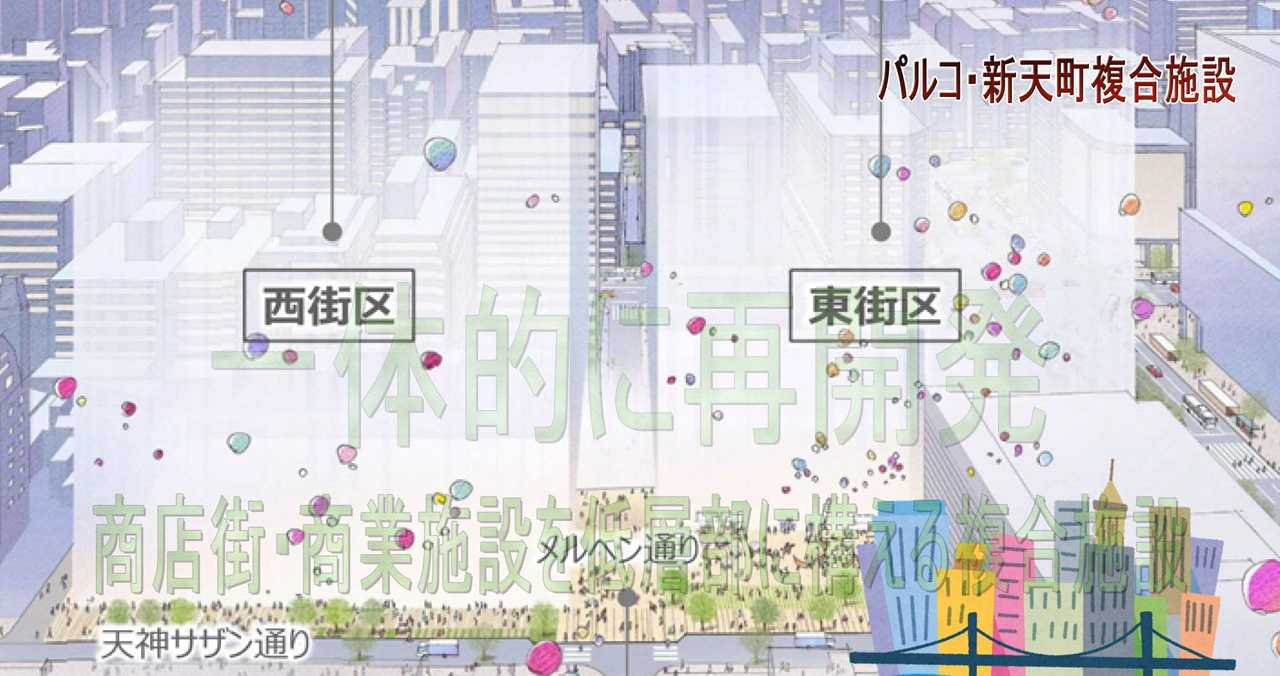 パルコ・新天町複合施設
西街区
東街区
一体的に再開発
商店街・商業施設を低層部に構える複合施設
メルヘン通り
天神サザン通り